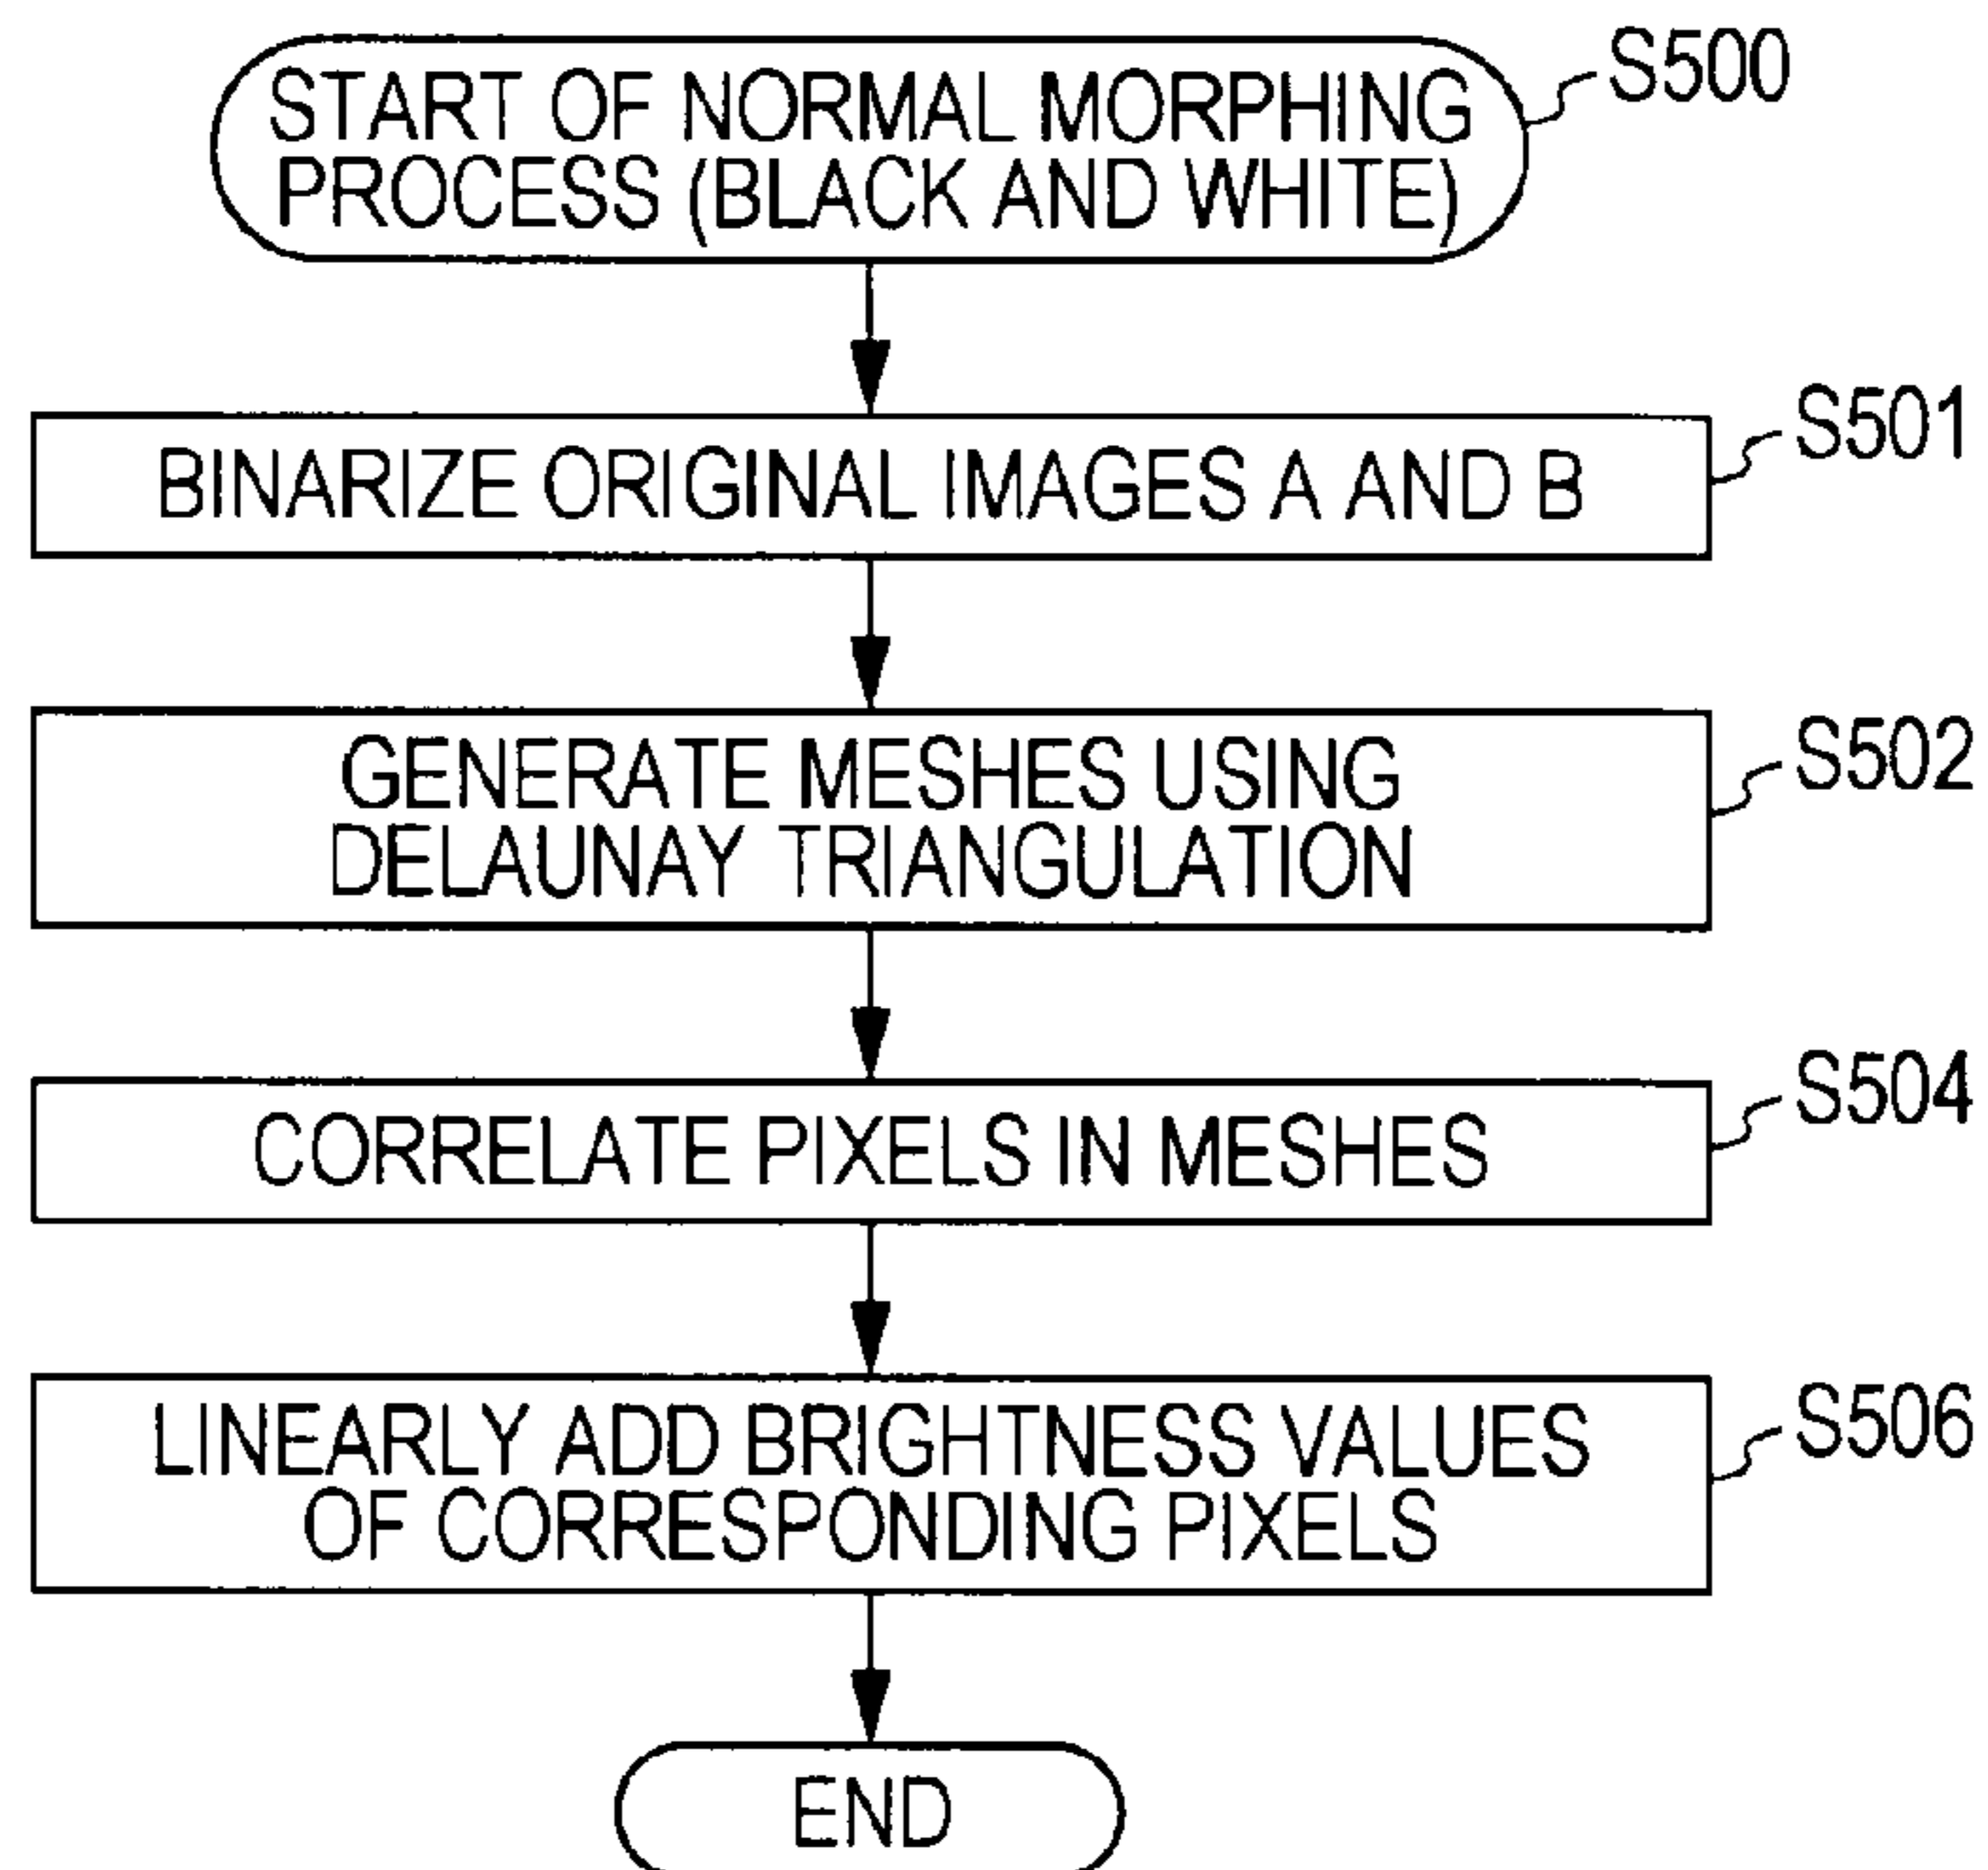 START OF NORMAL MORPHING
PROCESS (BLACK AND WHITE)
S500
BINARIZE ORIGINAL IMAGES A AND B
S501
GENERATE MESHES USING
DELAUNAY TRIANGULATION
S502
CORRELATE PIXELS IN MESHES
S504
LINEARLY ADD BRIGHTNESS VALUES
OF CORRESPONDING PIXELS
S506
END